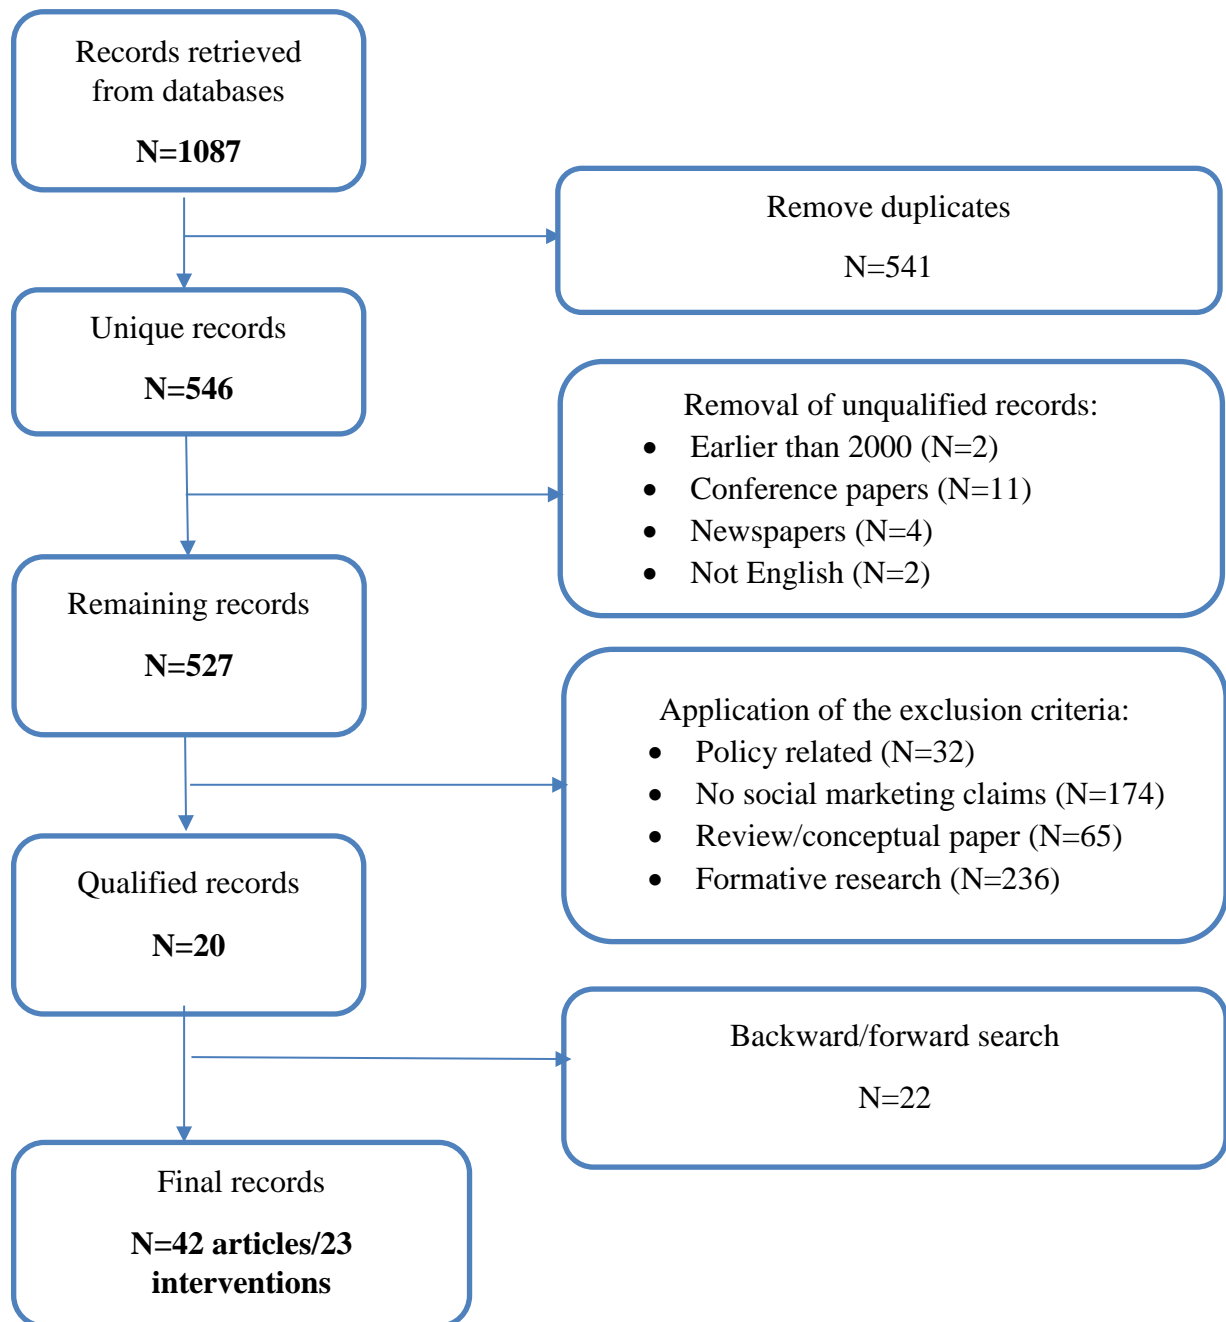 Records retrieved
from databases
N=1087
Remove duplicates
N=541
Unique records
N=546
Removal of unqualified records:
• Earlier than 2000 (N=2)
• Conference papers (N=11)
• Newspapers (N=4)
• Not English (N=2)
Remaining records
N=527
Application of the exclusion criteria:
• Policy related (N=32)
• No social marketing claims (N=174)
• Review/conceptual paper (N=65)
• Formative research (N=236)
Qualified records
N=20
Backward/forward search
N=22
Final records
N=42 articles/23
interventions